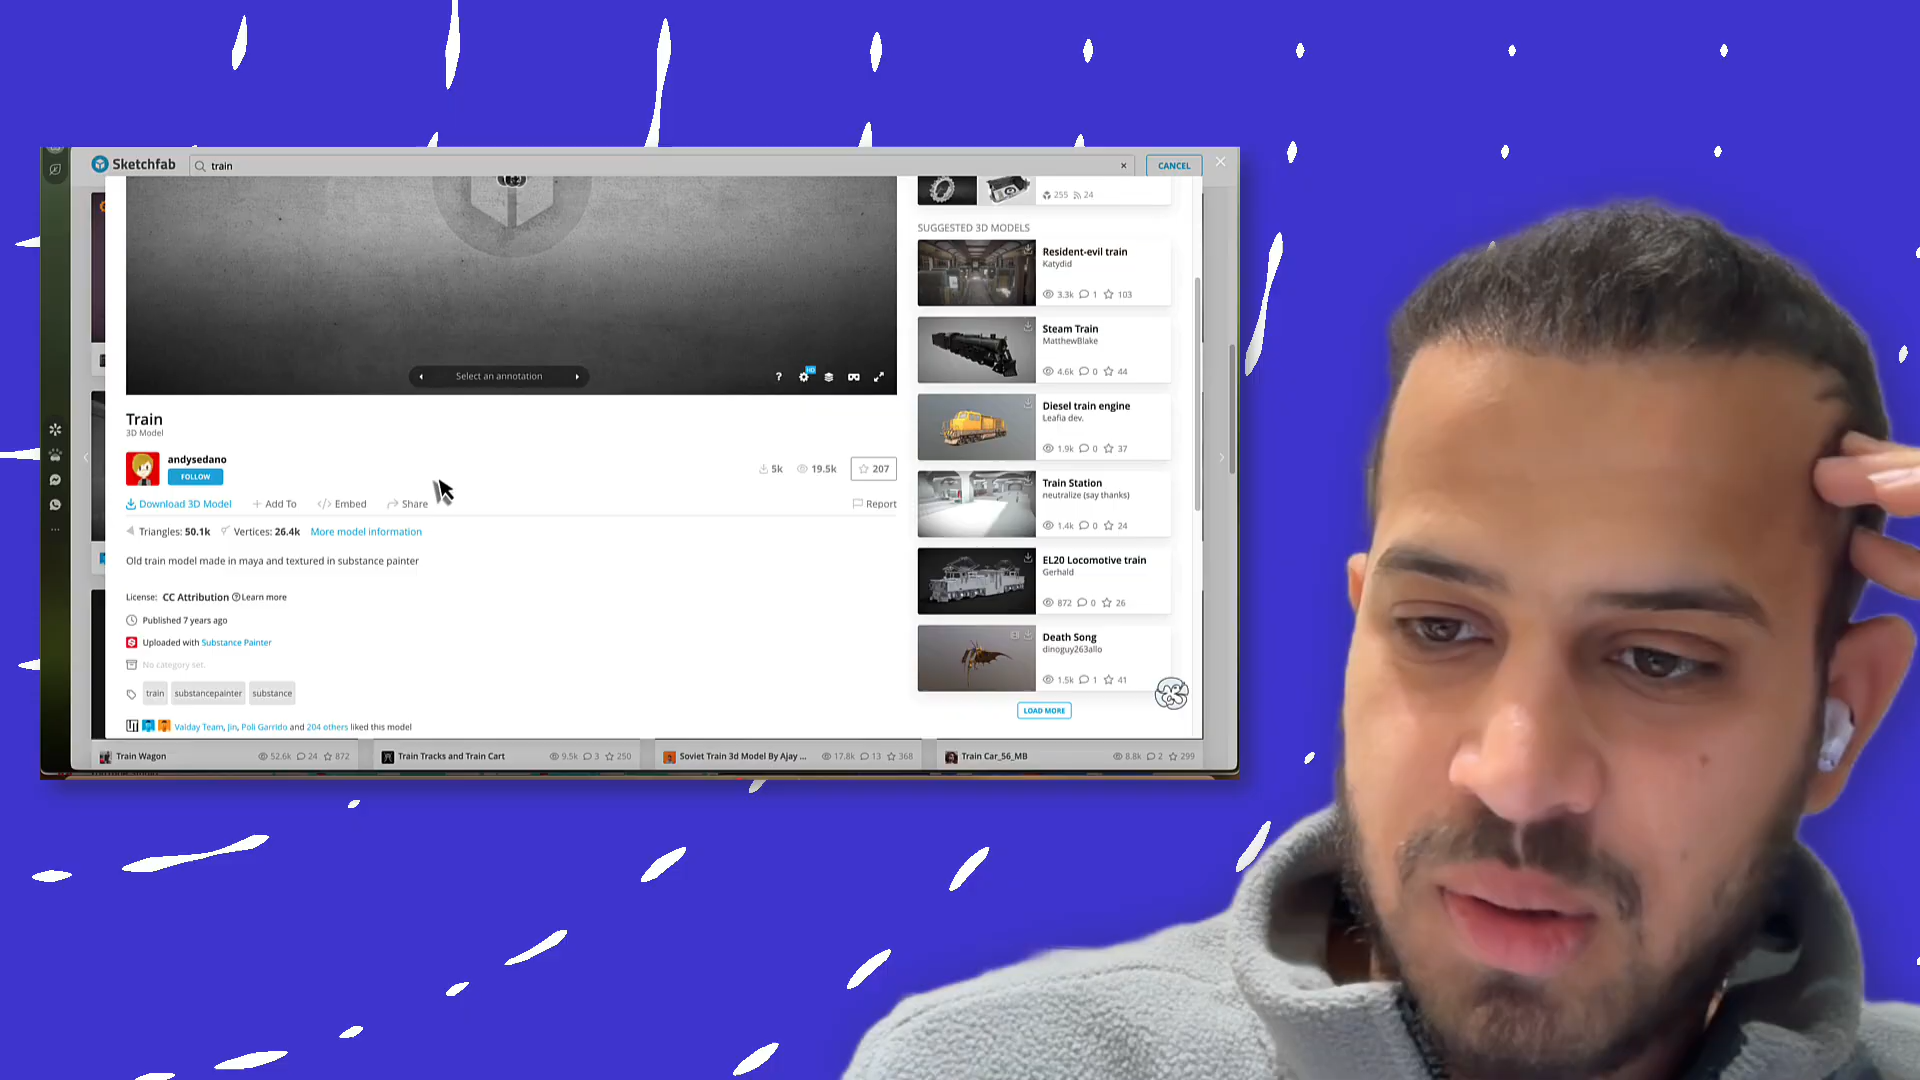 Sketchfab
train
CANCEL
255 24
SUGGESTED 3D MODELS
Resident-evil train
Katydid
3.3k 1 103
Steam Train
MatthewBlake
4.6k 0 44
Diesel train engine
Leafia dev.
1.9k 0 37
Train Station
neutralize (say thanks)
1.4k 0 24
EL20 Locomotive train
Gerhald
872 0 26
Death Song
dinoguy263allo
1.5k 1 41
LOAD MORE
Select an annotation
? HD
Train
3D Model
andysedano
FOLLOW
5k 19.5k 207
Download 3D Model + Add To </> Embed Share Report
Triangles: 50.1k Vertices: 26.4k More model information
Old train model made in maya and textured in substance painter
License: CC Attribution ? Learn more
Published 7 years ago
Uploaded with Substance Painter
No category set.
train substancepainter substance
Valday Team, Jin, Poli Garrido and 204 others liked this model
Train Wagon 52.6k 24 872
Train Tracks and Train Cart 9.5k 3 250
Soviet Train 3d Model By Ajay ... 17.8k 13 368
Train Car_56_MB 8.8k 2 299